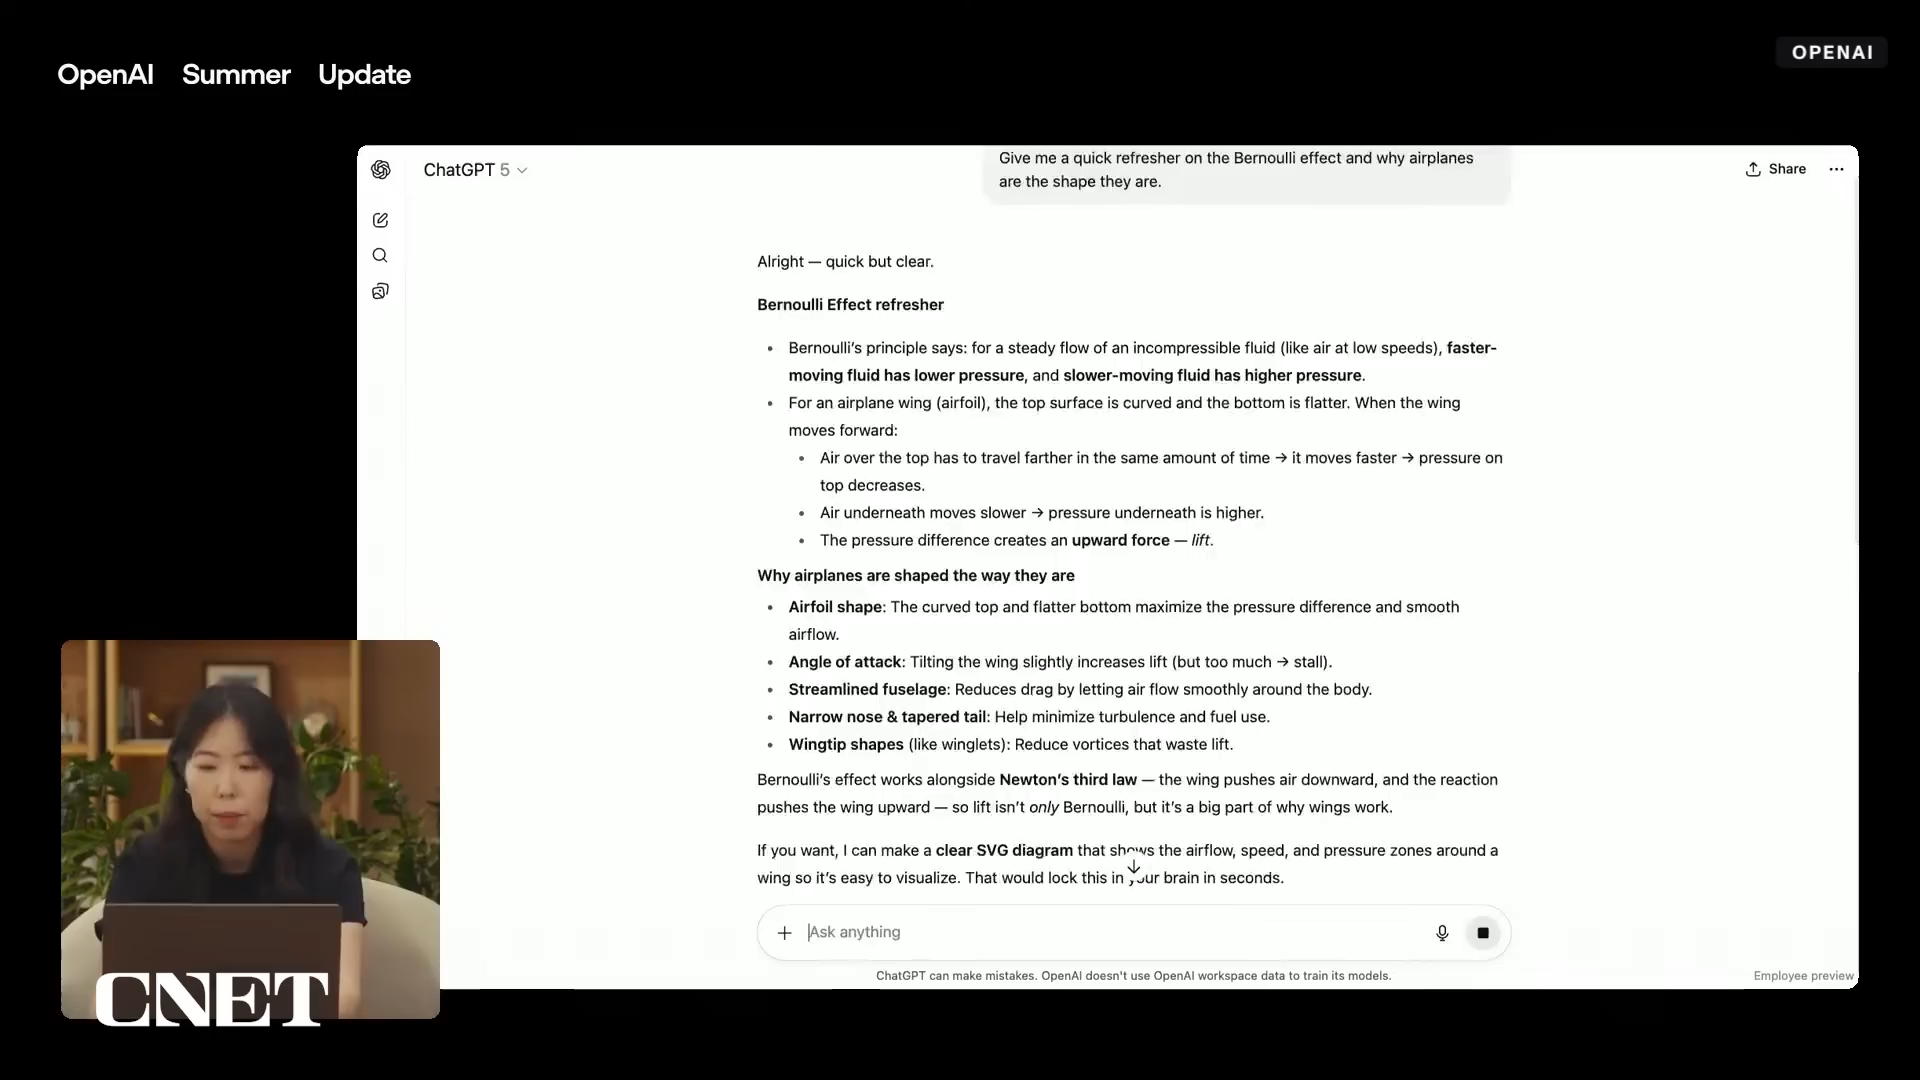 OpenAI Summer Update
OPENAI
ChatGPT 5
Give me a quick refresher on the Bernoulli effect and why airplanes
are the shape they are.
Share
Alright — quick but clear.
Bernoulli Effect refresher
• Bernoulli’s principle says: for a steady flow of an incompressible fluid (like air at low speeds), faster-
moving fluid has lower pressure, and slower-moving fluid has higher pressure.
• For an airplane wing (airfoil), the top surface is curved and the bottom is flatter. When the wing
moves forward:
• Air over the top has to travel farther in the same amount of time → it moves faster → pressure on
top decreases.
• Air underneath moves slower → pressure underneath is higher.
• The pressure difference creates an upward force — lift.
Why airplanes are shaped the way they are
• Airfoil shape: The curved top and flatter bottom maximize the pressure difference and smooth
airflow.
• Angle of attack: Tilting the wing slightly increases lift (but too much → stall).
• Streamlined fuselage: Reduces drag by letting air flow smoothly around the body.
• Narrow nose & tapered tail: Help minimize turbulence and fuel use.
• Wingtip shapes (like winglets): Reduce vortices that waste lift.
Bernoulli’s effect works alongside Newton’s third law — the wing pushes air downward, and the reaction
pushes the wing upward — so lift isn’t only Bernoulli, but it’s a big part of why wings work.
If you want, I can make a clear SVG diagram that shows the airflow, speed, and pressure zones around a
wing so it’s easy to visualize. That would lock this in your brain in seconds.
Ask anything
ChatGPT can make mistakes. OpenAI doesn't use OpenAI workspace data to train its models.
Employee preview
CNET